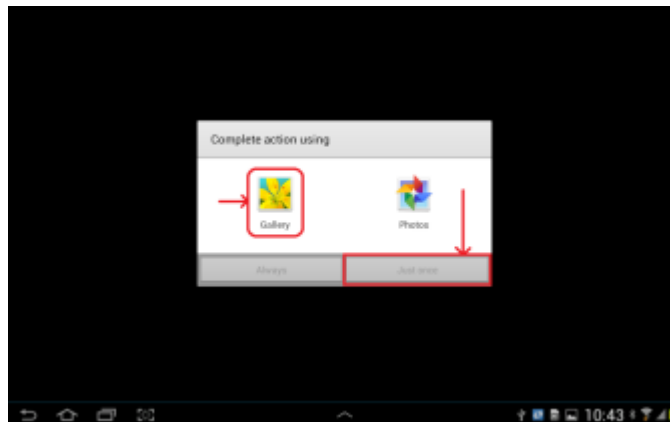 Complete action using
Gallery
Photos
Always
Just once
10:43